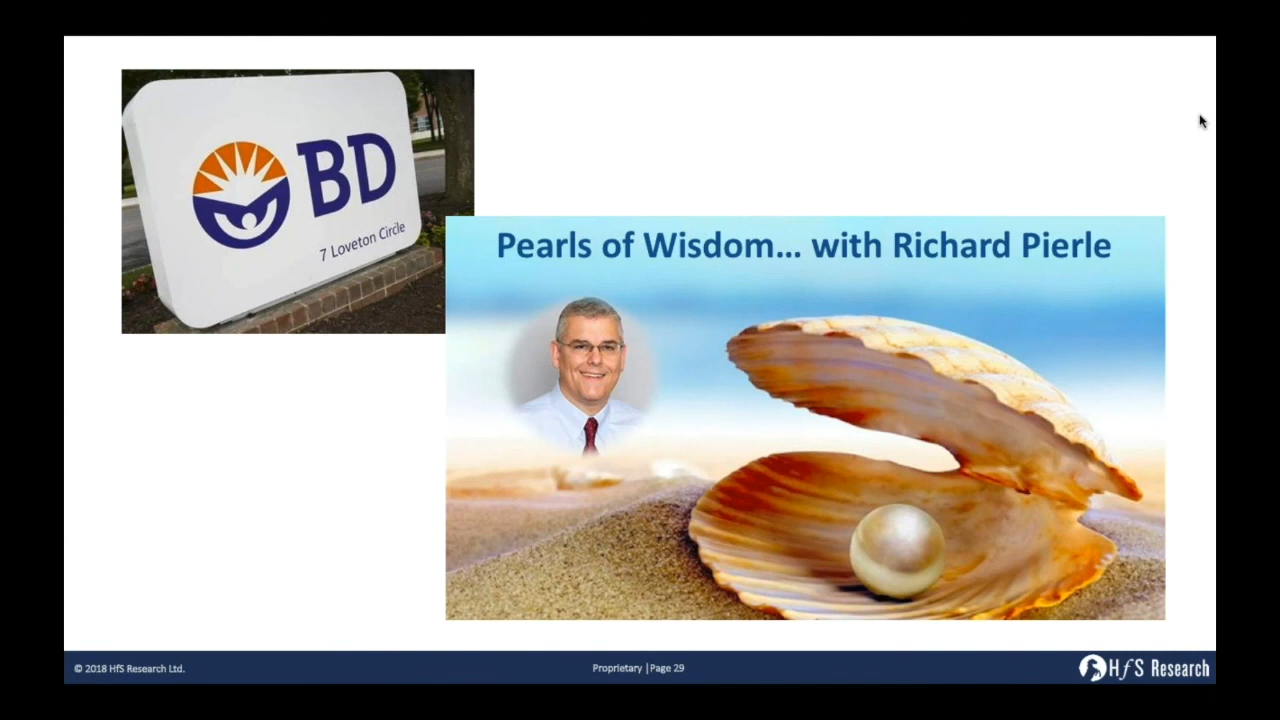 BD
7 Loveton Circle
Pearls of Wisdom... with Richard Pierle
© 2018 HfS Research Ltd.
Proprietary | Page 29
HfS Research